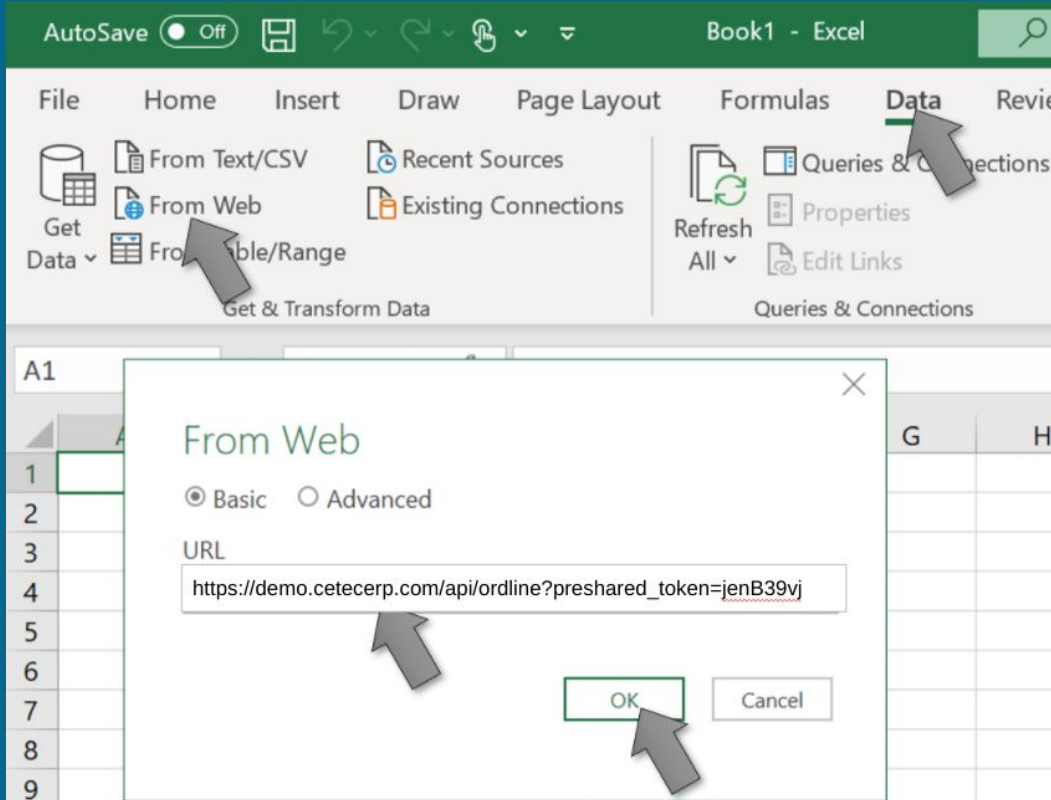 AutoSave Off Book1 - Excel
File Home Insert Draw Page Layout Formulas Data
From Text/CSV Recent Sources Queries &
From Web Existing Connections Properties
Get Data
Refresh All
Edit Links
Get & Transform Data Queries & Connections
A1
G H
1
2
3
4
5
6
7
8
9
From Web
Basic Advanced
URL
https://demo.cetecerp.com/api/ordline?preshared_token=jenB39vj
OK Cancel